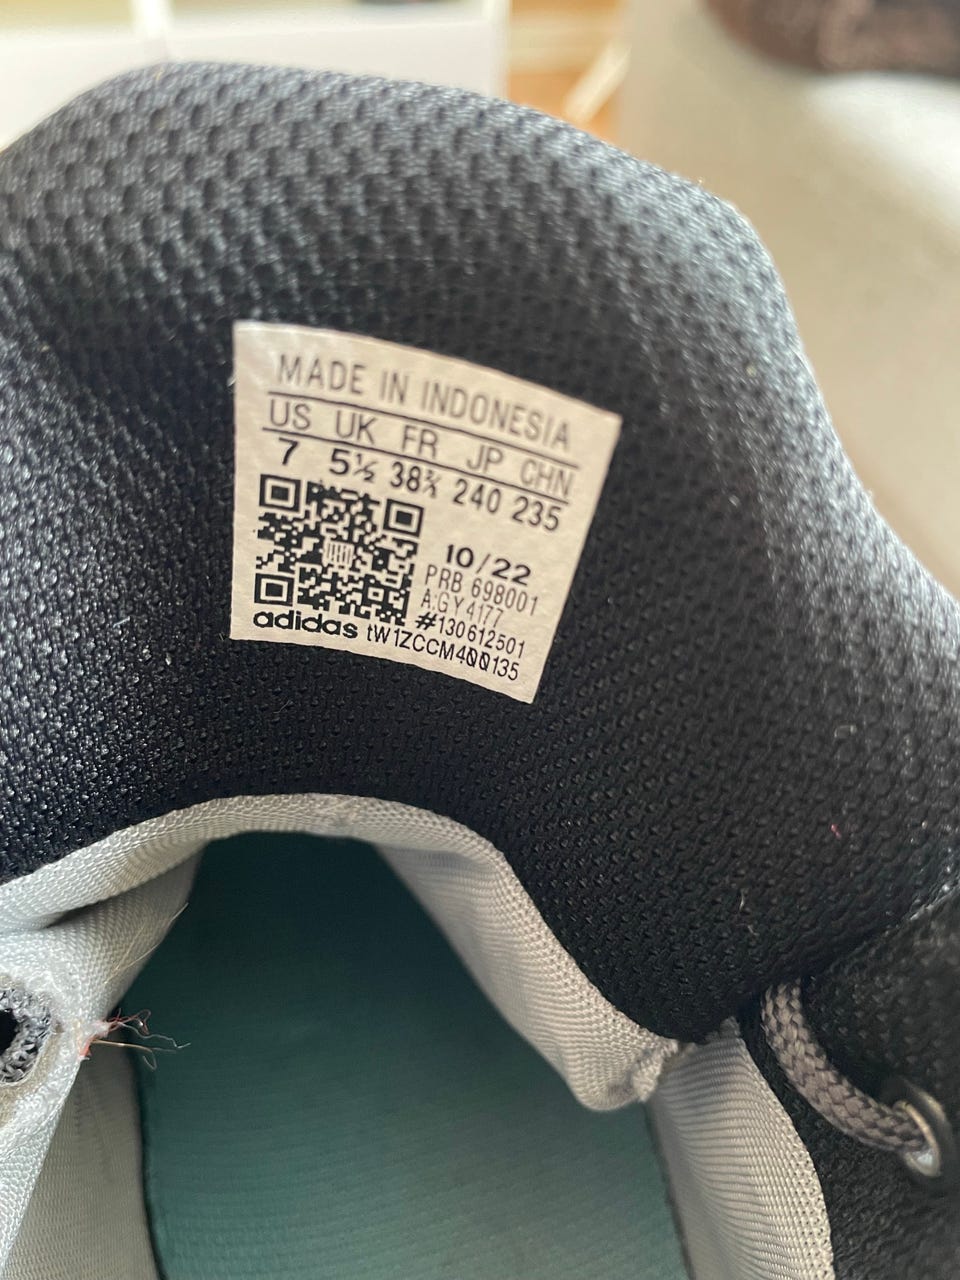 MADE IN INDONESIA
US UK FR JP CHN
7 5½ 38⅔ 240 235
10/22
PRB 698001
A:GY4177
#130612501
adidas tW1ZCCM400135